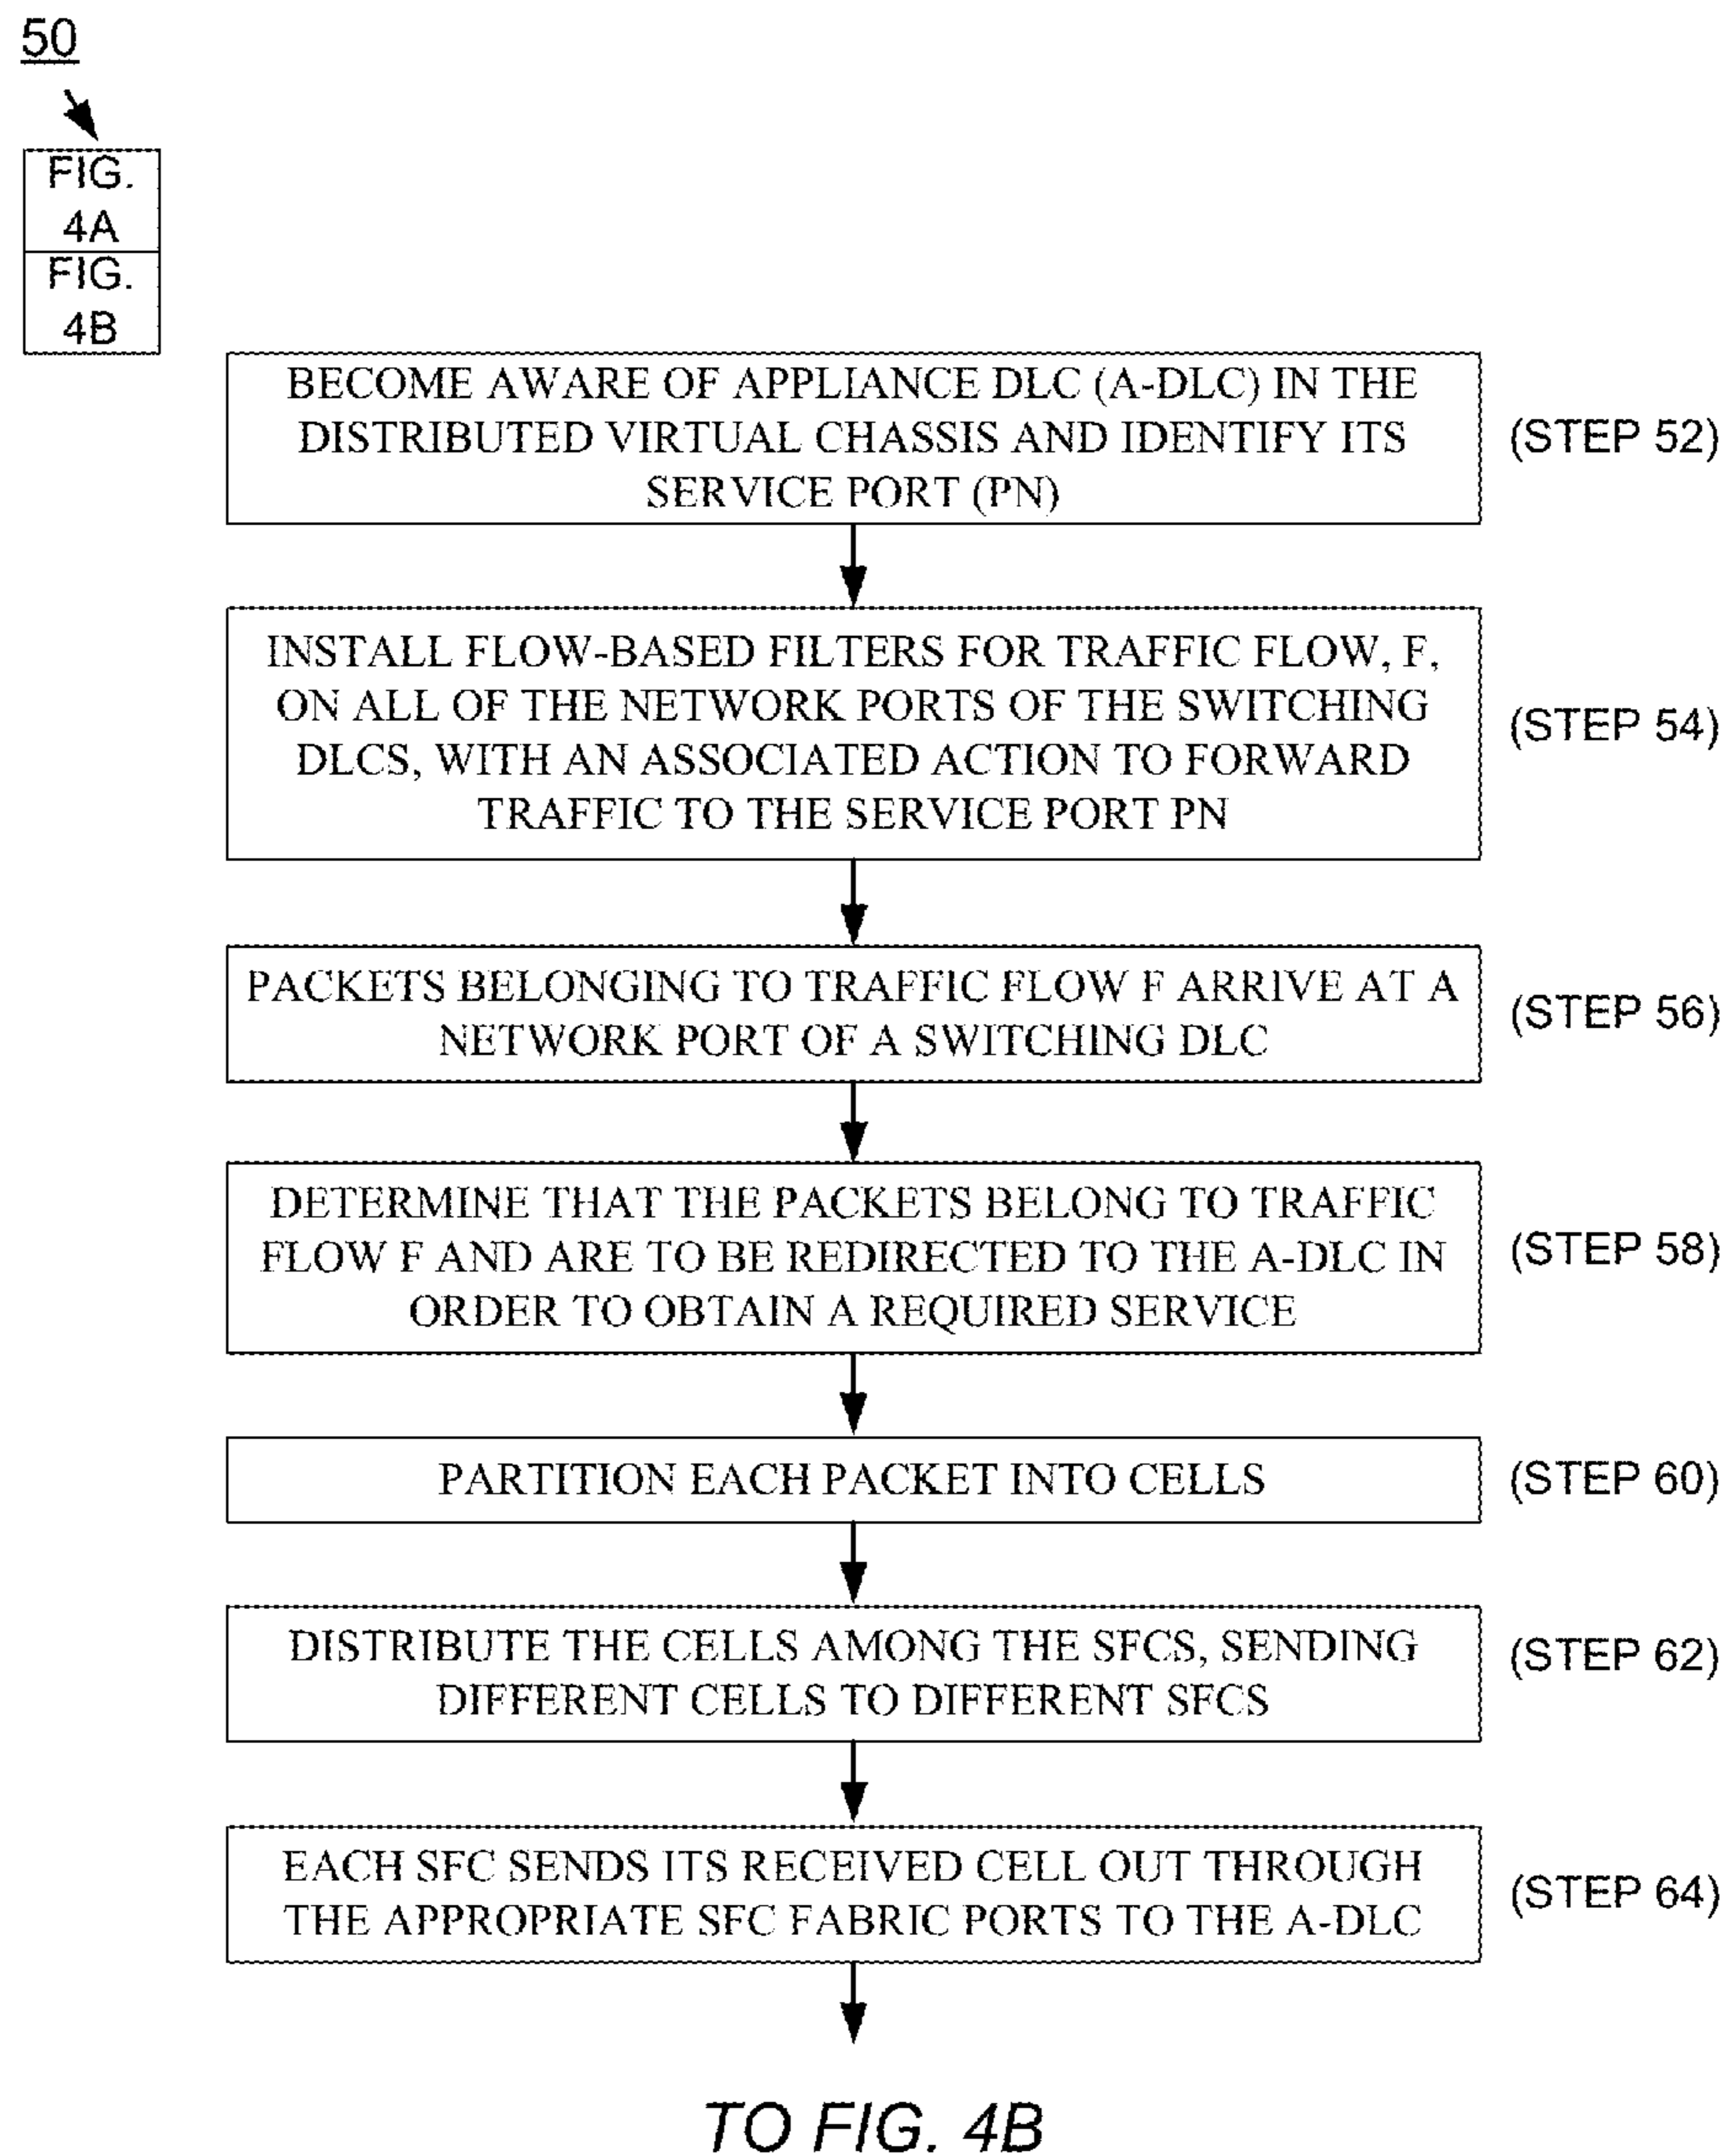 50
FIG.
4A
FIG.
4B
BECOME AWARE OF APPLIANCE DLC (A-DLC) IN THE
DISTRIBUTED VIRTUAL CHASSIS AND IDENTIFY ITS
SERVICE PORT (PN)
(STEP 52)
INSTALL FLOW-BASED FILTERS FOR TRAFFIC FLOW, F,
ON ALL OF THE NETWORK PORTS OF THE SWITCHING
DLCS, WITH AN ASSOCIATED ACTION TO FORWARD
TRAFFIC TO THE SERVICE PORT PN
(STEP 54)
PACKETS BELONGING TO TRAFFIC FLOW F ARRIVE AT A
NETWORK PORT OF A SWITCHING DLC
(STEP 56)
DETERMINE THAT THE PACKETS BELONG TO TRAFFIC
FLOW F AND ARE TO BE REDIRECTED TO THE A-DLC IN
ORDER TO OBTAIN A REQUIRED SERVICE
(STEP 58)
PARTITION EACH PACKET INTO CELLS
(STEP 60)
DISTRIBUTE THE CELLS AMONG THE SFCS, SENDING
DIFFERENT CELLS TO DIFFERENT SFCS
(STEP 62)
EACH SFC SENDS ITS RECEIVED CELL OUT THROUGH
THE APPROPRIATE SFC FABRIC PORTS TO THE A-DLC
(STEP 64)
TO FIG. 4B